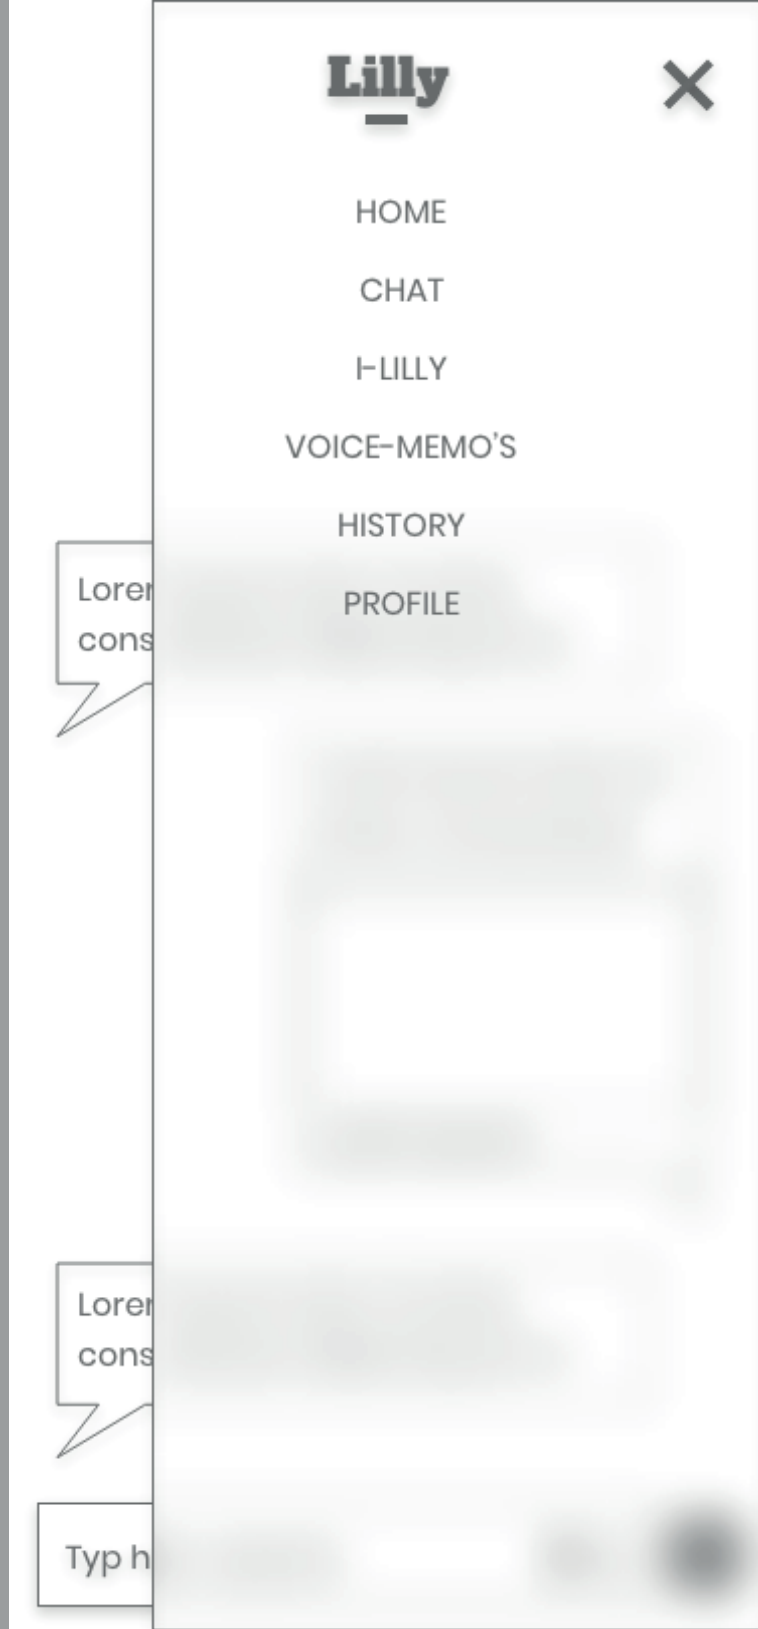 Lilly
HOME
CHAT
I-LILLY
VOICE-MEMO'S
HISTORY
PROFILE
Lorer
cons
Lorer
cons
Typ h